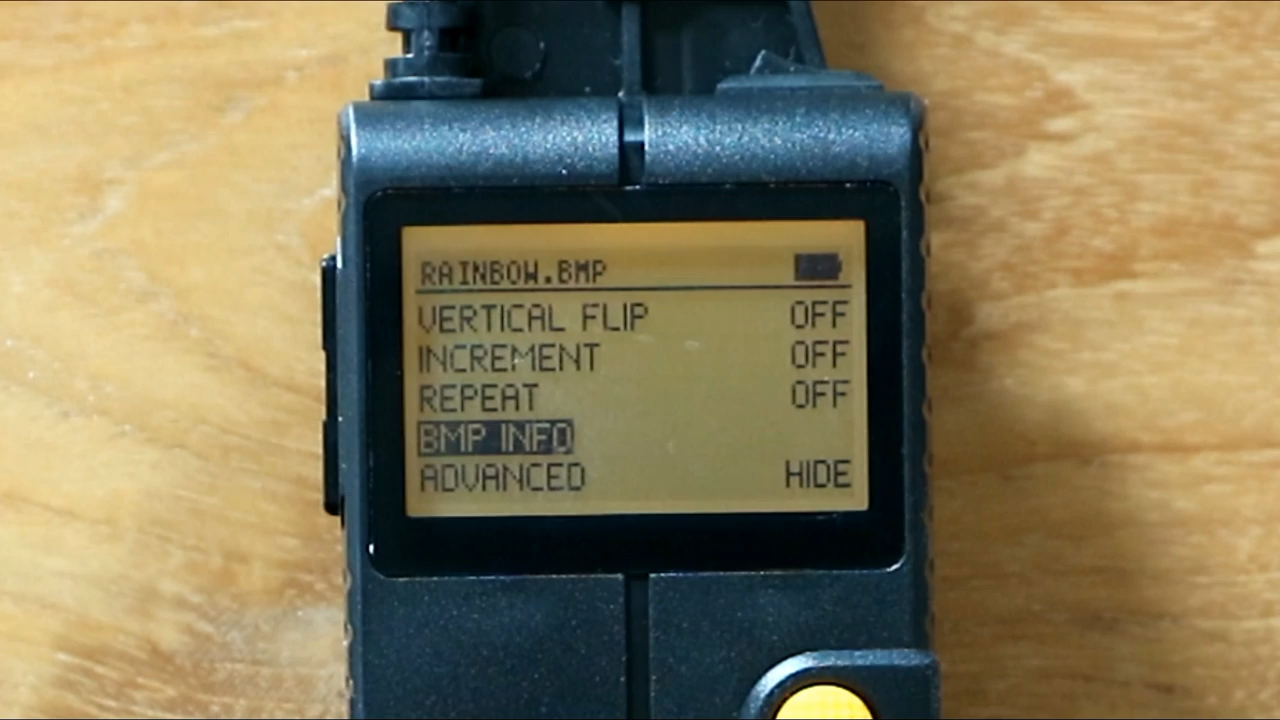 RAINBOW.BMP
VERTICAL FLIP OFF
INCREMENT OFF
REPEAT OFF
BMP INFO
ADVANCED HIDE